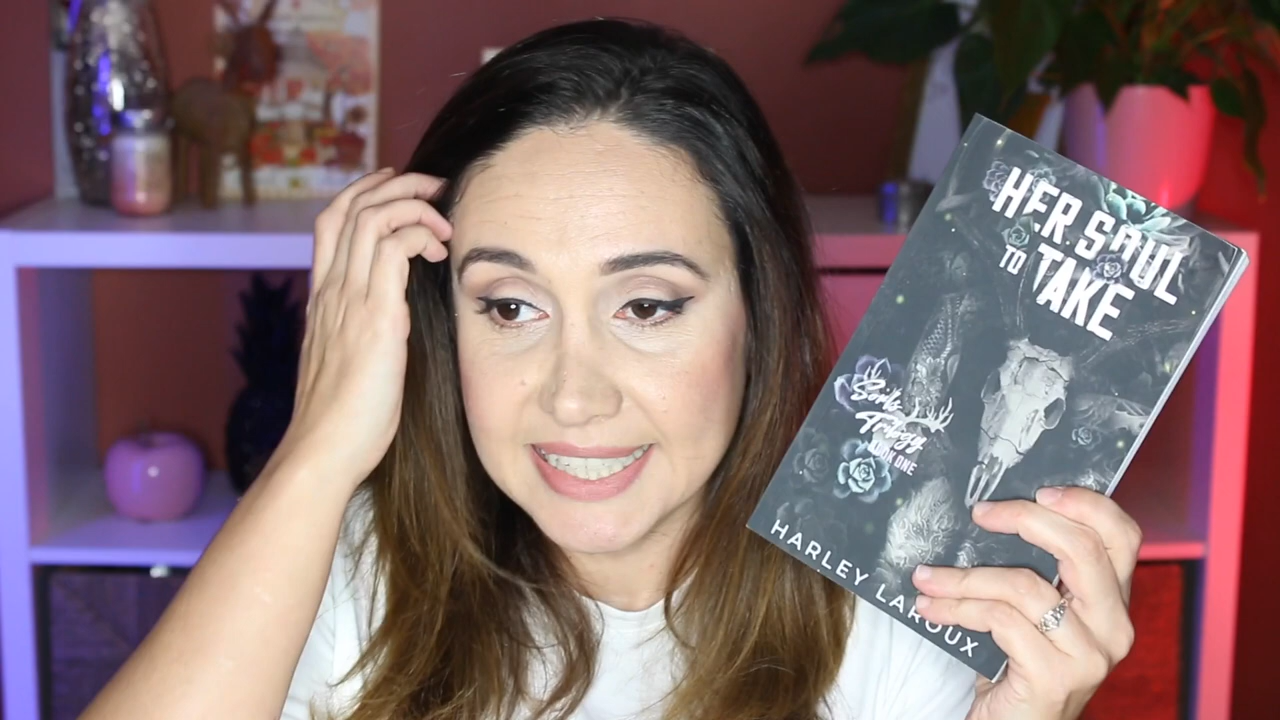 HER SOUL
TO TAKE
Souls
Trilogy
BOOK ONE
HARLEY LAROUX